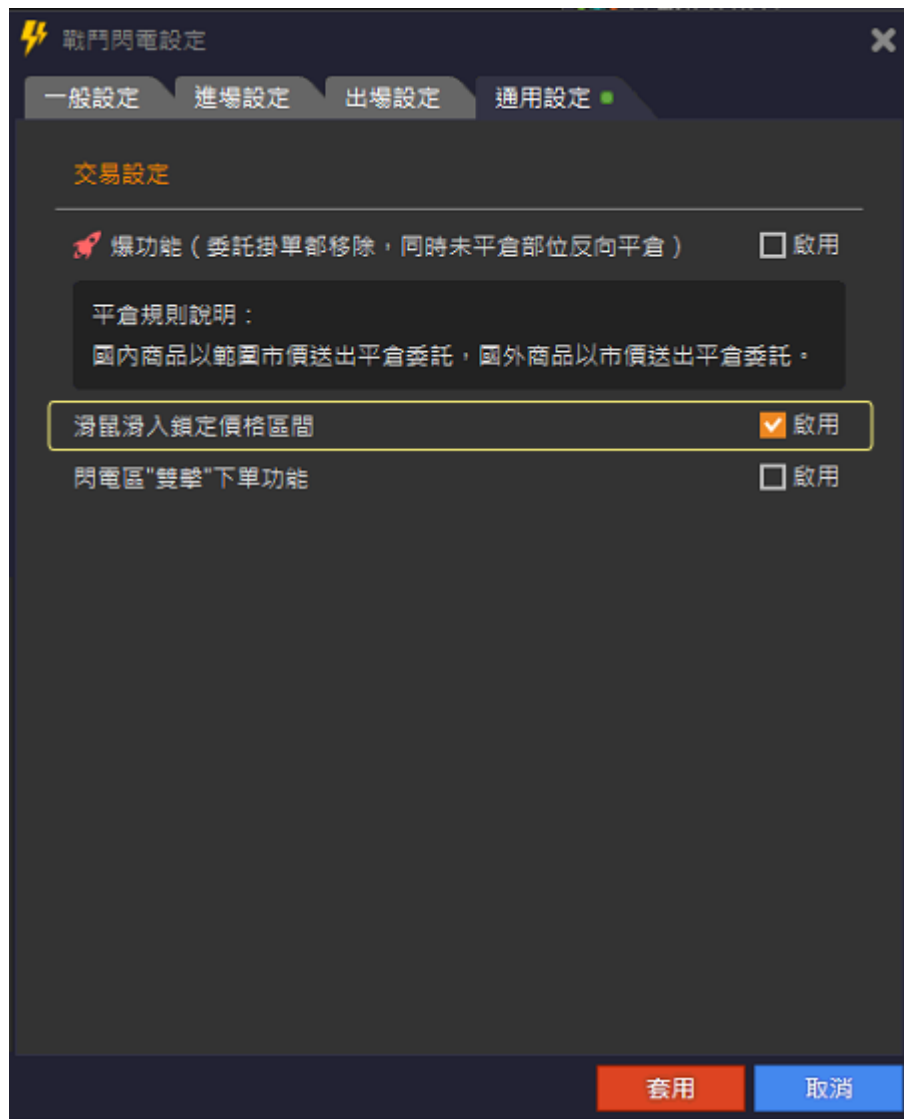 戰鬥閃電設定
一般設定 進場設定 出場設定 通用設定
交易設定
爆功能(委託掛單都移除,同時未平倉部位反向平倉) 啟用
平倉規則說明:
國內商品以範圍市價送出平倉委託,國外商品以市價送出平倉委託。
滑鼠滑入鎖定價格區間 啟用
閃電區"雙擊"下單功能 啟用
套用 取消